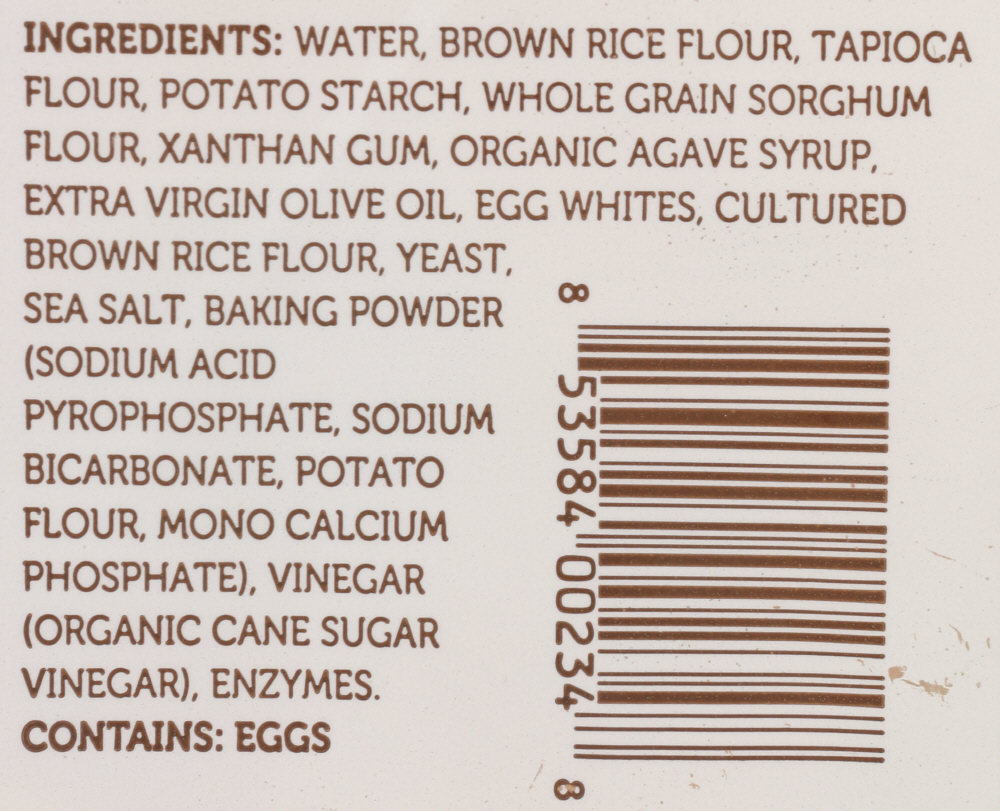 INGREDIENTS: WATER, BROWN RICE FLOUR, TAPIOCA
FLOUR, POTATO STARCH, WHOLE GRAIN SORGHUM
FLOUR, XANTHAN GUM, ORGANIC AGAVE SYRUP,
EXTRA VIRGIN OLIVE OIL, EGG WHITES, CULTURED
BROWN RICE FLOUR, YEAST,
SEA SALT, BAKING POWDER
(SODIUM ACID
PYROPHOSPHATE, SODIUM
BICARBONATE, POTATO
FLOUR, MONO CALCIUM
PHOSPHATE), VINEGAR
(ORGANIC CANE SUGAR
VINEGAR), ENZYMES.
CONTAINS: EGGS
8 53584 00234 8